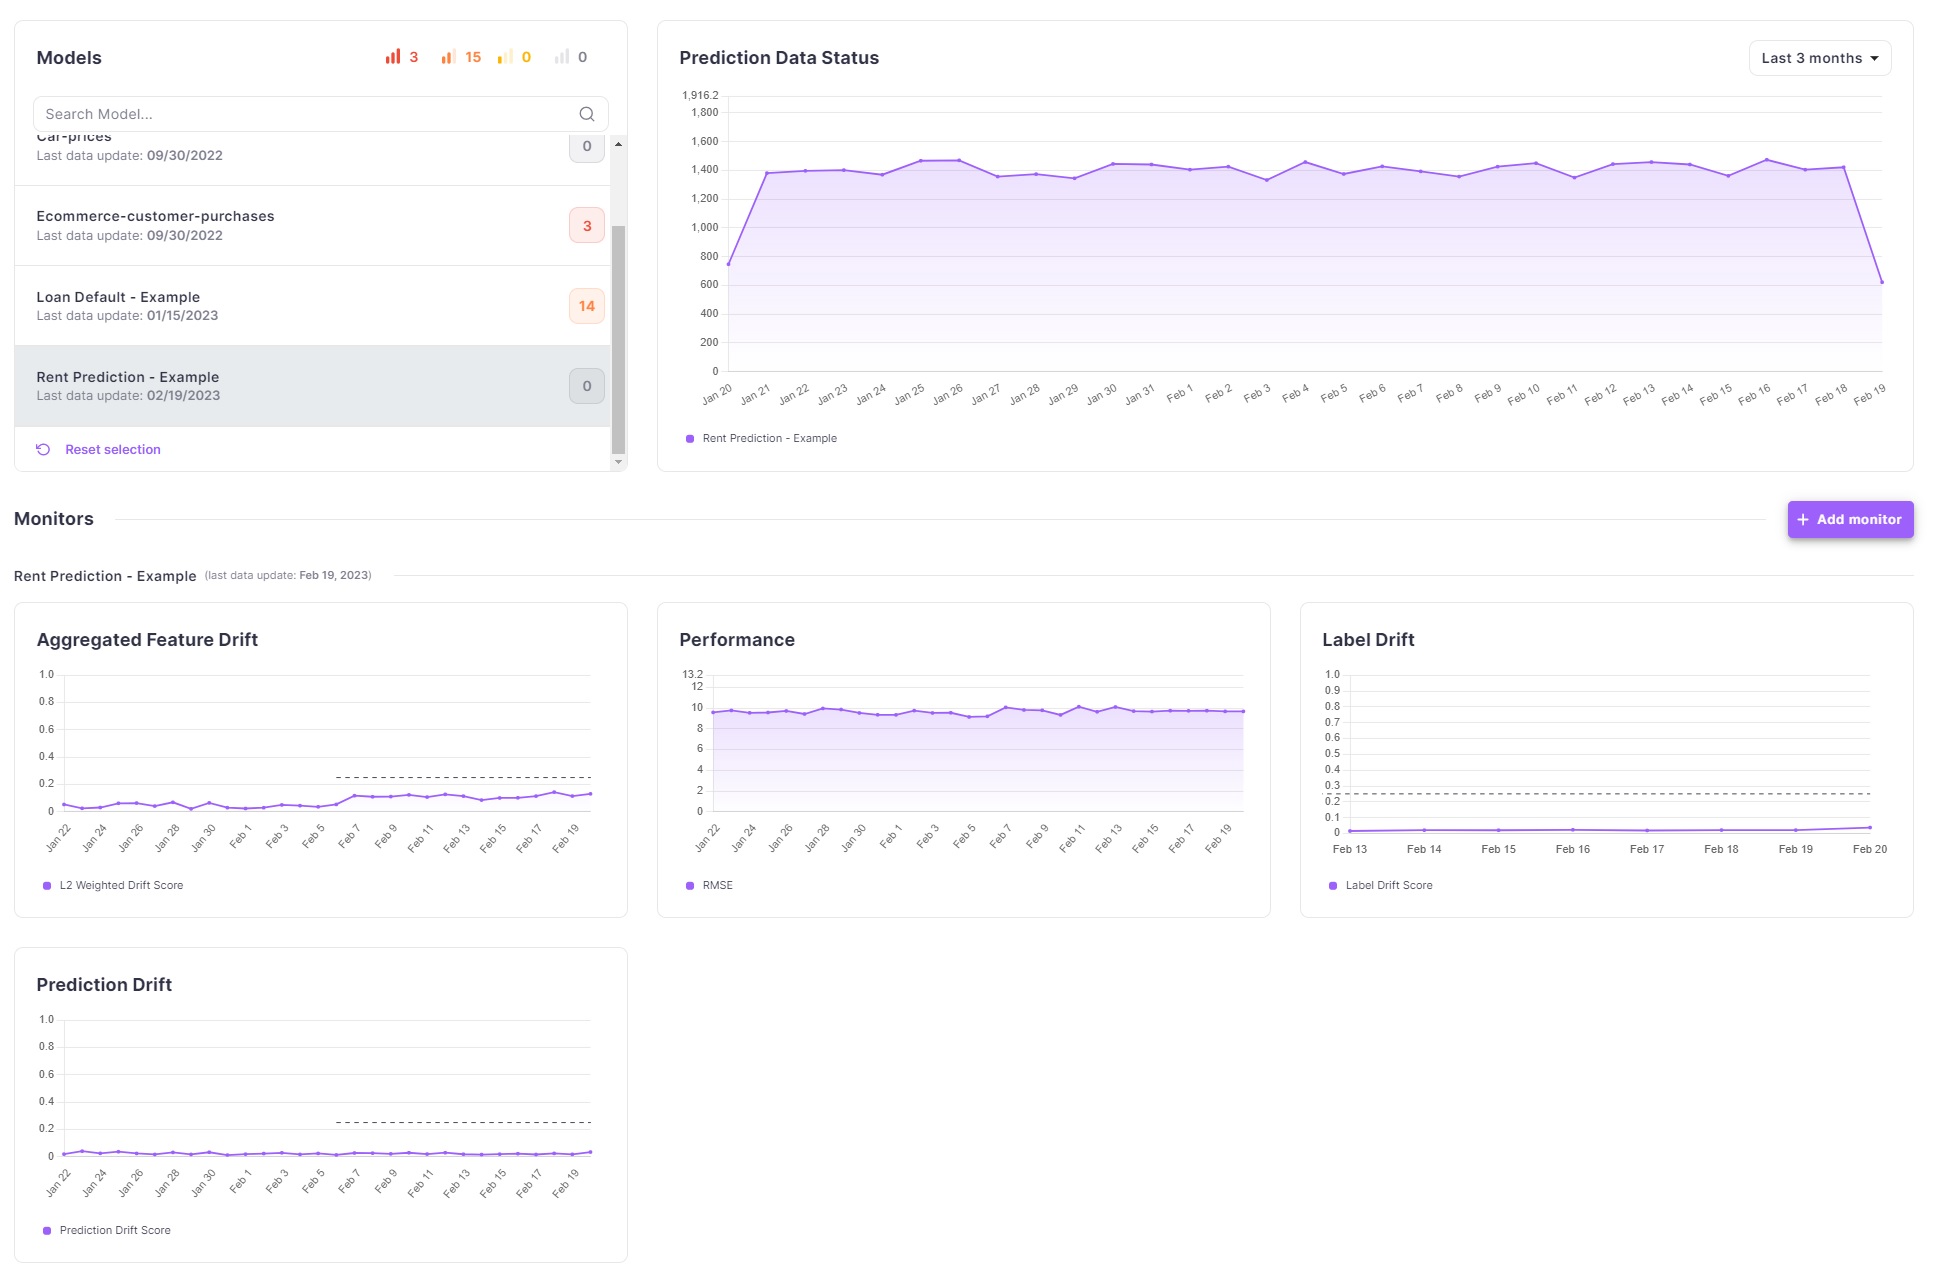 Models
3
15
0
0
Search Model...
Car-prices
Last data update: 09/30/2022
0
Ecommerce-customer-purchases
Last data update: 09/30/2022
3
Loan Default - Example
Last data update: 01/15/2023
14
Rent Prediction - Example
Last data update: 02/19/2023
0
Reset selection
Prediction Data Status
Last 3 months
1,916.2
1,800
1,600
1,400
1,200
1,000
800
600
400
200
0
Jan 20 Jan 21 Jan 22 Jan 23 Jan 24 Jan 25 Jan 26 Jan 27 Jan 28 Jan 29 Jan 30 Jan 31 Feb 1 Feb 2 Feb 3 Feb 4 Feb 5 Feb 6 Feb 7 Feb 8 Feb 9 Feb 10 Feb 11 Feb 12 Feb 13 Feb 14 Feb 15 Feb 16 Feb 17 Feb 18 Feb 19
Rent Prediction - Example
Monitors
+ Add monitor
Rent Prediction - Example (last data update: Feb 19, 2023)
Aggregated Feature Drift
1.0
0.8
0.6
0.4
0.2
0
Jan 22 Jan 24 Jan 26 Jan 28 Jan 30 Feb 1 Feb 3 Feb 5 Feb 7 Feb 9 Feb 11 Feb 13 Feb 15 Feb 17 Feb 19
L2 Weighted Drift Score
Performance
13.2
12
10
8
6
4
2
0
Jan 22 Jan 24 Jan 26 Jan 28 Jan 30 Feb 1 Feb 3 Feb 5 Feb 7 Feb 9 Feb 11 Feb 13 Feb 15 Feb 17 Feb 19
RMSE
Label Drift
1.0
0.9
0.8
0.7
0.6
0.5
0.4
0.3
0.2
0.1
0
Feb 13 Feb 14 Feb 15 Feb 16 Feb 17 Feb 18 Feb 19 Feb 20
Label Drift Score
Prediction Drift
1.0
0.8
0.6
0.4
0.2
0
Jan 22 Jan 24 Jan 26 Jan 28 Jan 30 Feb 1 Feb 3 Feb 5 Feb 7 Feb 9 Feb 11 Feb 13 Feb 15 Feb 17 Feb 19
Prediction Drift Score